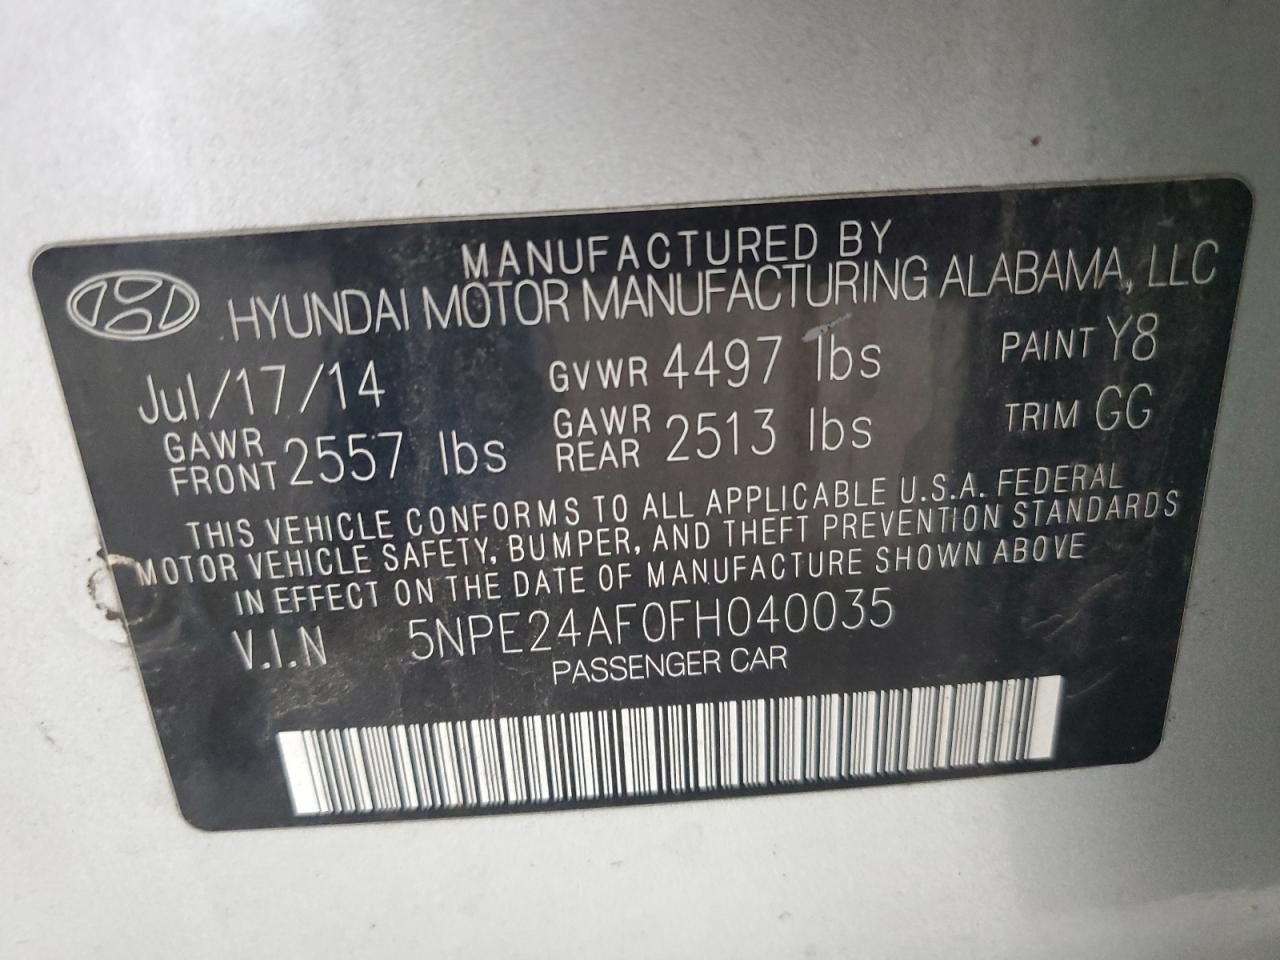 MANUFACTURED BY
HYUNDAI MOTOR MANUFACTURING ALABAMA, LLC
Jul/17/14 GVWR 4497 lbs PAINT Y8
GAWR FRONT 2557 lbs GAWR REAR 2513 lbs TRIM GG
THIS VEHICLE CONFORMS TO ALL APPLICABLE U.S.A. FEDERAL
MOTOR VEHICLE SAFETY, BUMPER, AND THEFT PREVENTION STANDARDS
IN EFFECT ON THE DATE OF MANUFACTURE SHOWN ABOVE
V.I.N 5NPE24AF0FH040035
PASSENGER CAR